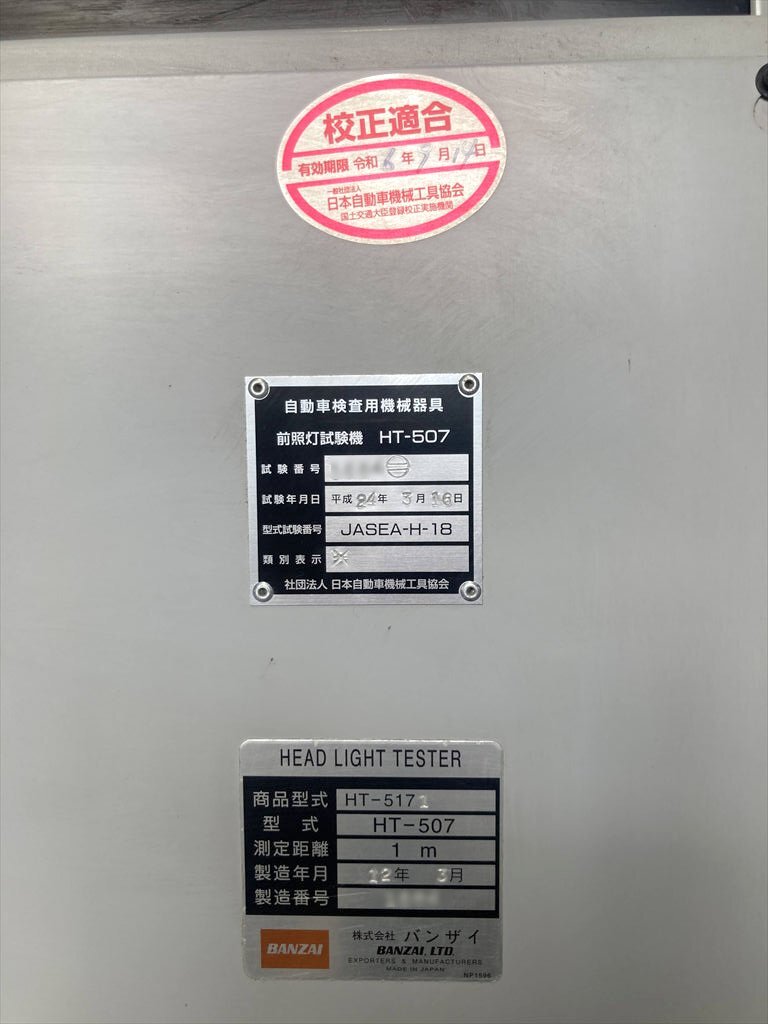 校正適合
有効期限 令和 6 年 9 月 14 日
一般社団法人
日本自動車機械工具協会
国土交通大臣登録校正実施機関
自動車検査用機械器具
前照灯試験機 HT-507
試験番号
試験年月日 平成 24 年 3 月 16 日
型式試験番号 JASEA-H-18
類別表示
社団法人 日本自動車機械工具協会
HEAD LIGHT TESTER
商品型式 HT-5171
型式 HT-507
測定距離 1 m
製造年月 12 年 3 月
製造番号
BANZAI
株式会社 バンザイ
BANZAI, LTD.
EXPORTERS & MANUFACTURERS
MADE IN JAPAN
NP1596